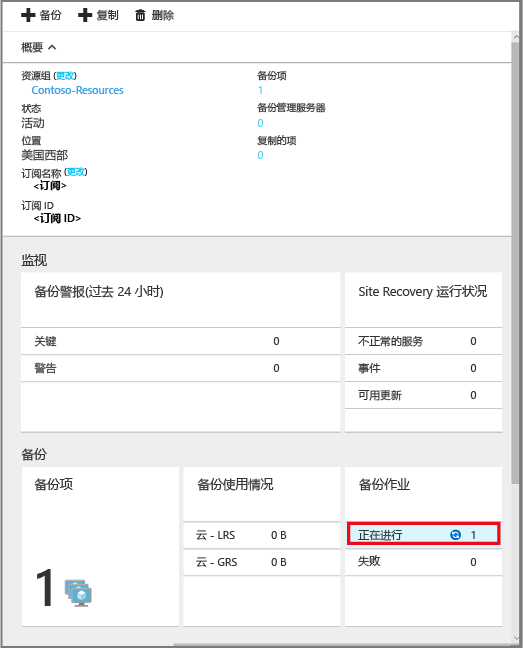 备份 复制 删除
概要
资源组 (更改) 备份项
Contoso-Resources 1
状态 备份管理服务器
活动 0
位置 复制的项
美国西部 0
订阅名称 (更改)
<订阅>
订阅 ID
<订阅 ID>
监视
备份警报(过去 24 小时) Site Recovery 运行状况
关键 0 不正常的服务 0
警告 0 事件 0
可用更新 0
备份
备份项 备份使用情况 备份作业
云 - LRS 0 B 正在进行 1
云 - GRS 0 B 失败 0
1